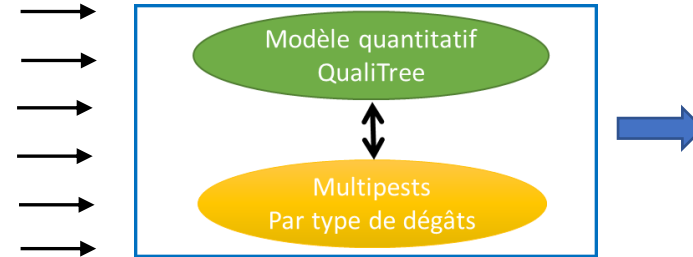 Modèle quantitatif
QualiTree
Multipests
Par type de dégâts